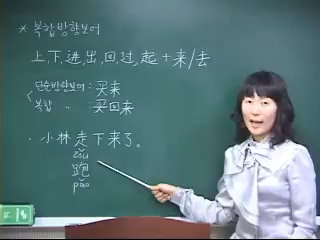 * 복합방향보어
上,下,进,出,回,过,起 + 来/去
단순방향보어 : 买来
복합 〃 : 买回来
· 小林走下来了。
zǒu
跑
pǎo